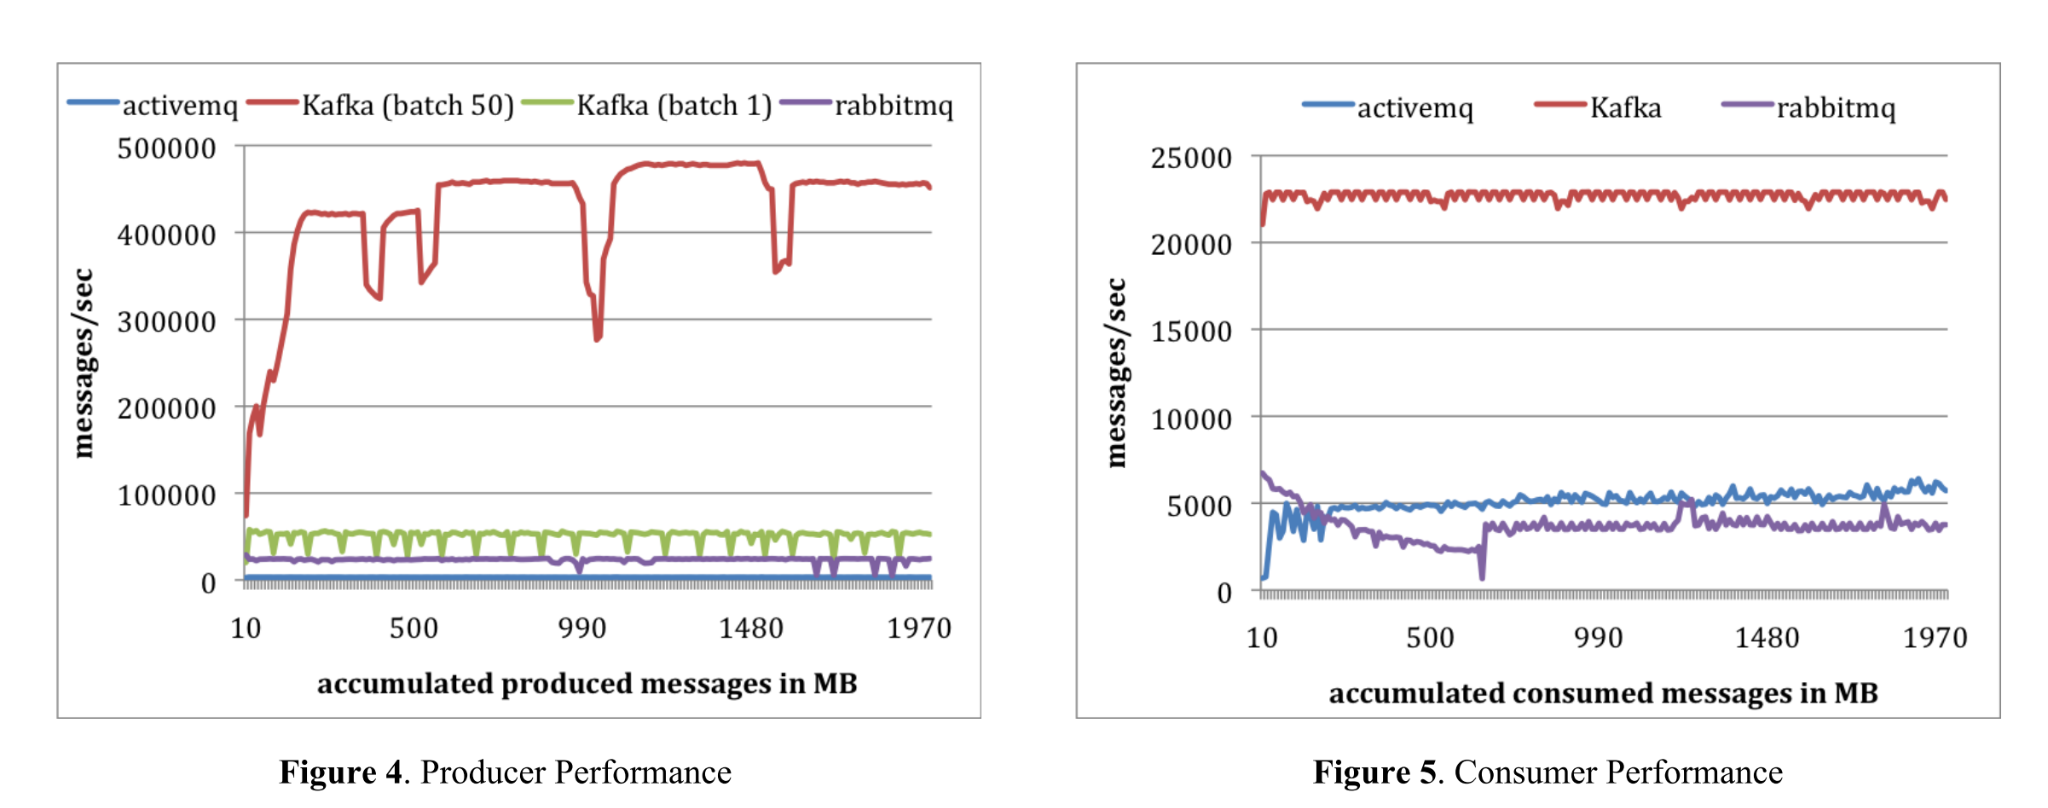 activemq Kafka (batch 50) Kafka (batch 1) rabbitmq
500000
400000
300000
200000
100000
0
messages/sec
10 500 990 1480 1970
accumulated produced messages in MB
Figure 4. Producer Performance
activemq Kafka rabbitmq
25000
20000
15000
10000
5000
0
messages/sec
10 500 990 1480 1970
accumulated consumed messages in MB
Figure 5. Consumer Performance